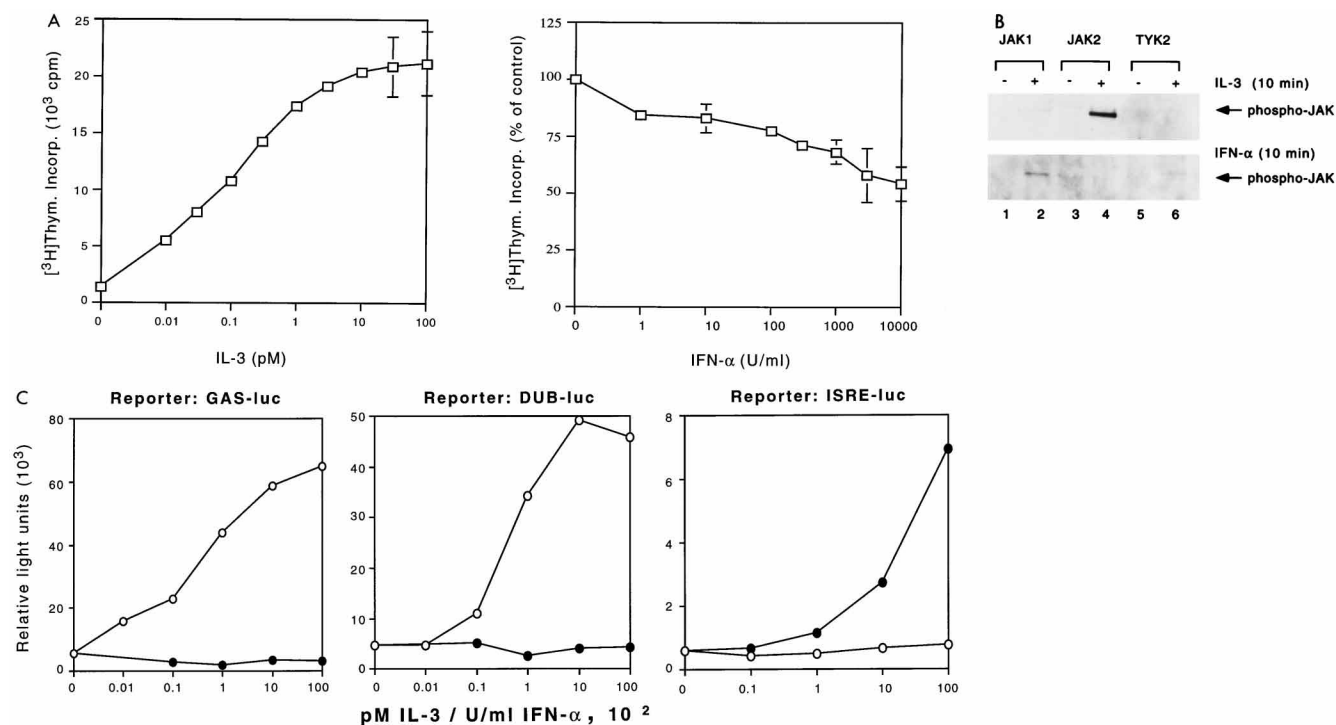 A
[³H]Thym. Incorp. (10³ cpm)
25
20
15
10
5
0
0 0.01 0.1 1 10 100
IL-3 (pM)
[³H]Thym. Incorp. (% of control)
125
100
75
50
25
0
0 1 10 100 1000 10000
IFN-α (U/ml)
B
JAK1 JAK2 TYK2
- + - + - + IL-3 (10 min)
phospho-JAK
IFN-α (10 min)
phospho-JAK
1 2 3 4 5 6
C
Reporter: GAS-luc
Relative light units (10³)
80
60
40
20
0
0 0.01 0.1 1 10 100
Reporter: DUB-luc
50
40
30
20
10
0
0 0.01 0.1 1 10 100
Reporter: ISRE-luc
8
6
4
2
0
0 0.1 1 10 100
pM IL-3 / U/ml IFN-α, 10 ²